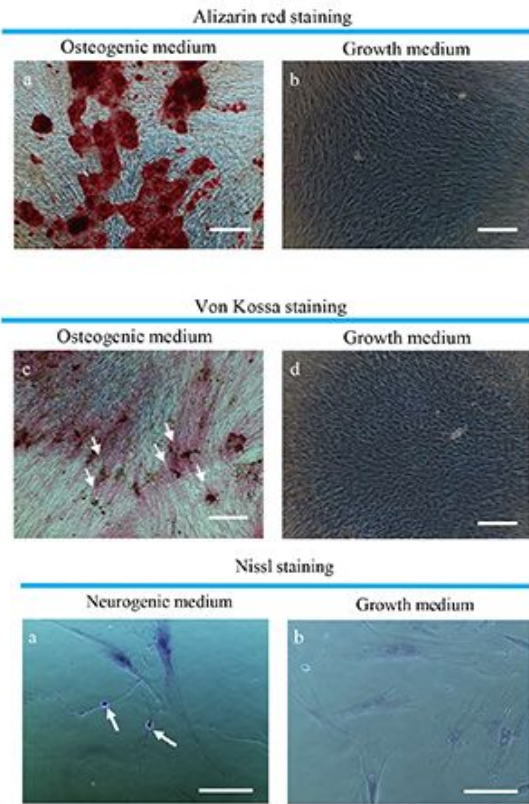 Alizarin red staining
Osteogenic medium Growth medium
a b
Von Kossa staining
Osteogenic medium Growth medium
c d
Nissl staining
Neurogenic medium Growth medium
a b